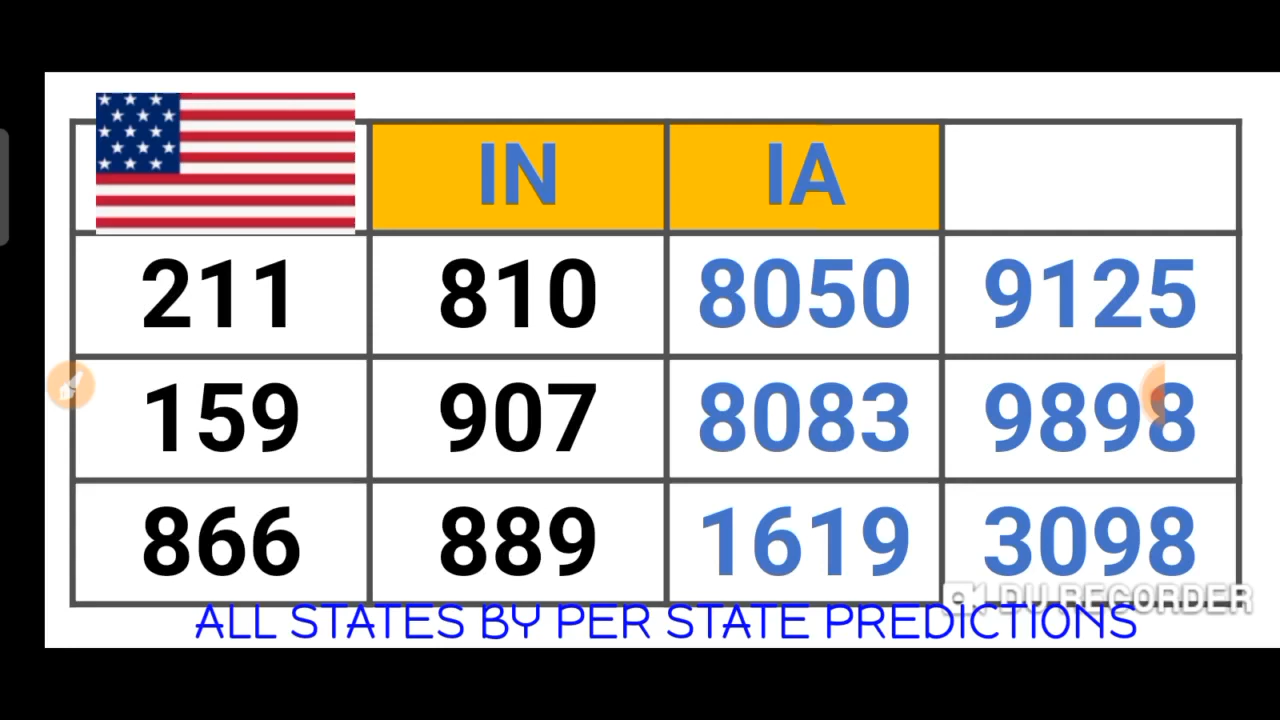 IN IA
211 810 8050 9125
159 907 8083 9898
866 889 1619 3098
DU RECORDER
ALL STATES BY PER STATE PREDICTIONS